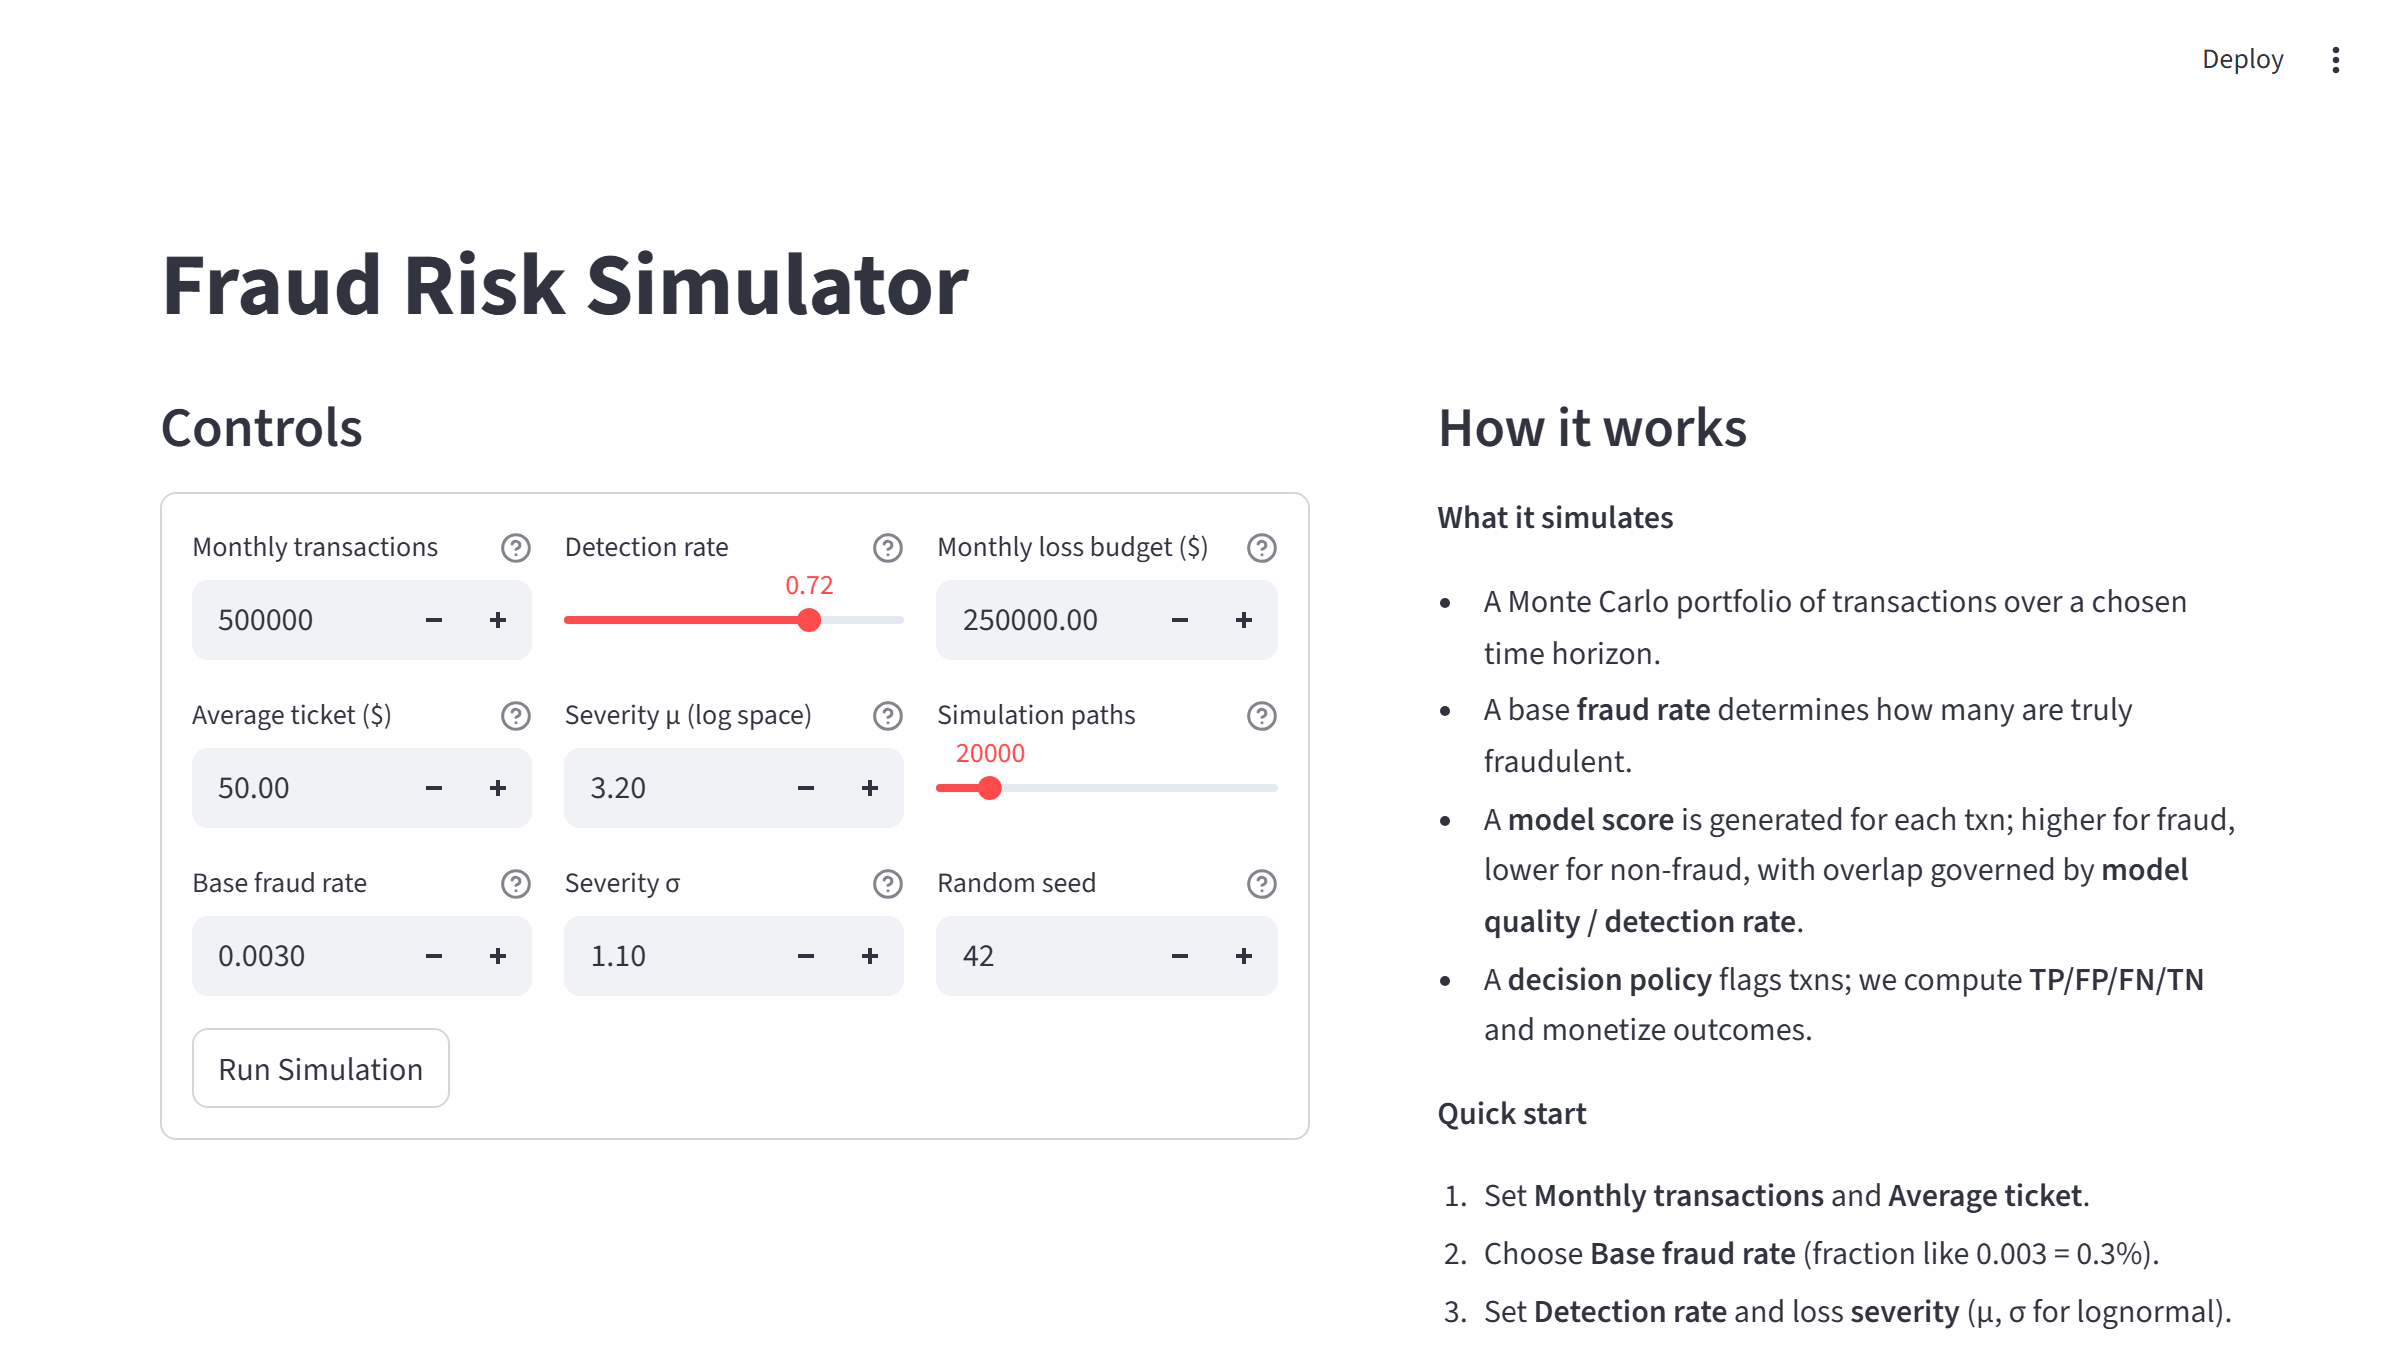 Deploy
Fraud Risk Simulator
Controls
Monthly transactions
500000
Detection rate
0.72
Monthly loss budget ($)
250000.00
Average ticket ($)
50.00
Severity μ (log space)
3.20
Simulation paths
20000
Base fraud rate
0.0030
Severity σ
1.10
Random seed
42
Run Simulation
How it works
What it simulates
A Monte Carlo portfolio of transactions over a chosen
time horizon.
A base fraud rate determines how many are truly
fraudulent.
A model score is generated for each txn; higher for fraud,
lower for non-fraud, with overlap governed by model
quality / detection rate.
A decision policy flags txns; we compute TP/FP/FN/TN
and monetize outcomes.
Quick start
1. Set Monthly transactions and Average ticket.
2. Choose Base fraud rate (fraction like 0.003 = 0.3%).
3. Set Detection rate and loss severity (μ, σ for lognormal).